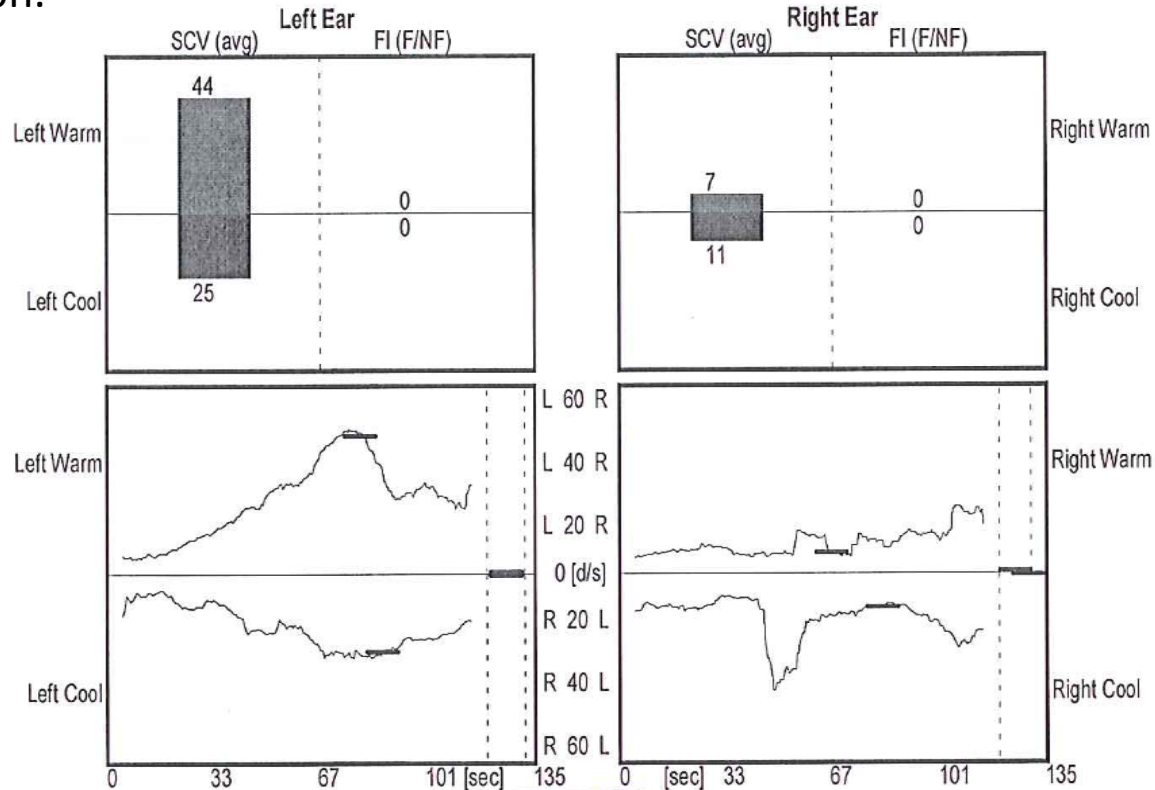 Left Ear
SCV (avg) FI (F/NF)
44
Left Warm
0
0
25
Left Cool
Right Ear
SCV (avg) FI (F/NF)
7
Right Warm
0
0
11
Right Cool
L 60 R
Left Warm
L 40 R
Right Warm
L 20 R
0 [d/s]
R 20 L
R 40 L
Left Cool
Right Cool
R 60 L
0 33 67 101 [sec] 135
0 [sec] 33 67 101 135